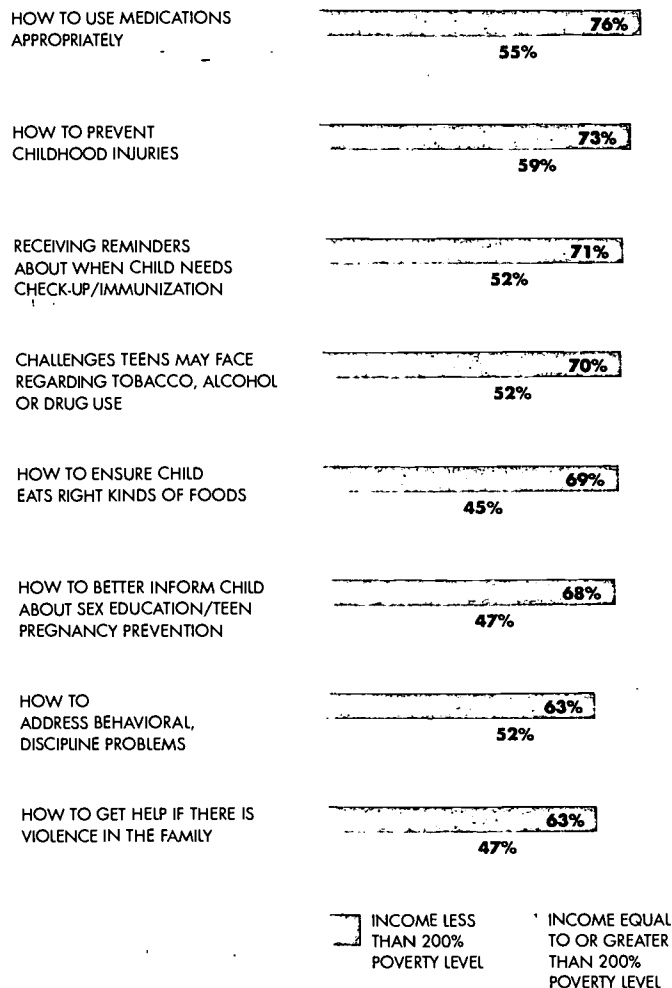 HOW TO USE MEDICATIONS
APPROPRIATELY
76%
55%
HOW TO PREVENT
CHILDHOOD INJURIES
73%
59%
RECEIVING REMINDERS
ABOUT WHEN CHILD NEEDS
CHECK-UP/IMMUNIZATION
71%
52%
CHALLENGES TEENS MAY FACE
REGARDING TOBACCO, ALCOHOL
OR DRUG USE
70%
52%
HOW TO ENSURE CHILD
EATS RIGHT KINDS OF FOODS
69%
45%
HOW TO BETTER INFORM CHILD
ABOUT SEX EDUCATION/TEEN
PREGNANCY PREVENTION
68%
47%
HOW TO
ADDRESS BEHAVIORAL,
DISCIPLINE PROBLEMS
63%
52%
HOW TO GET HELP IF THERE IS
VIOLENCE IN THE FAMILY
63%
47%
INCOME LESS
THAN 200%
POVERTY LEVEL
INCOME EQUAL
TO OR GREATER
THAN 200%
POVERTY LEVEL